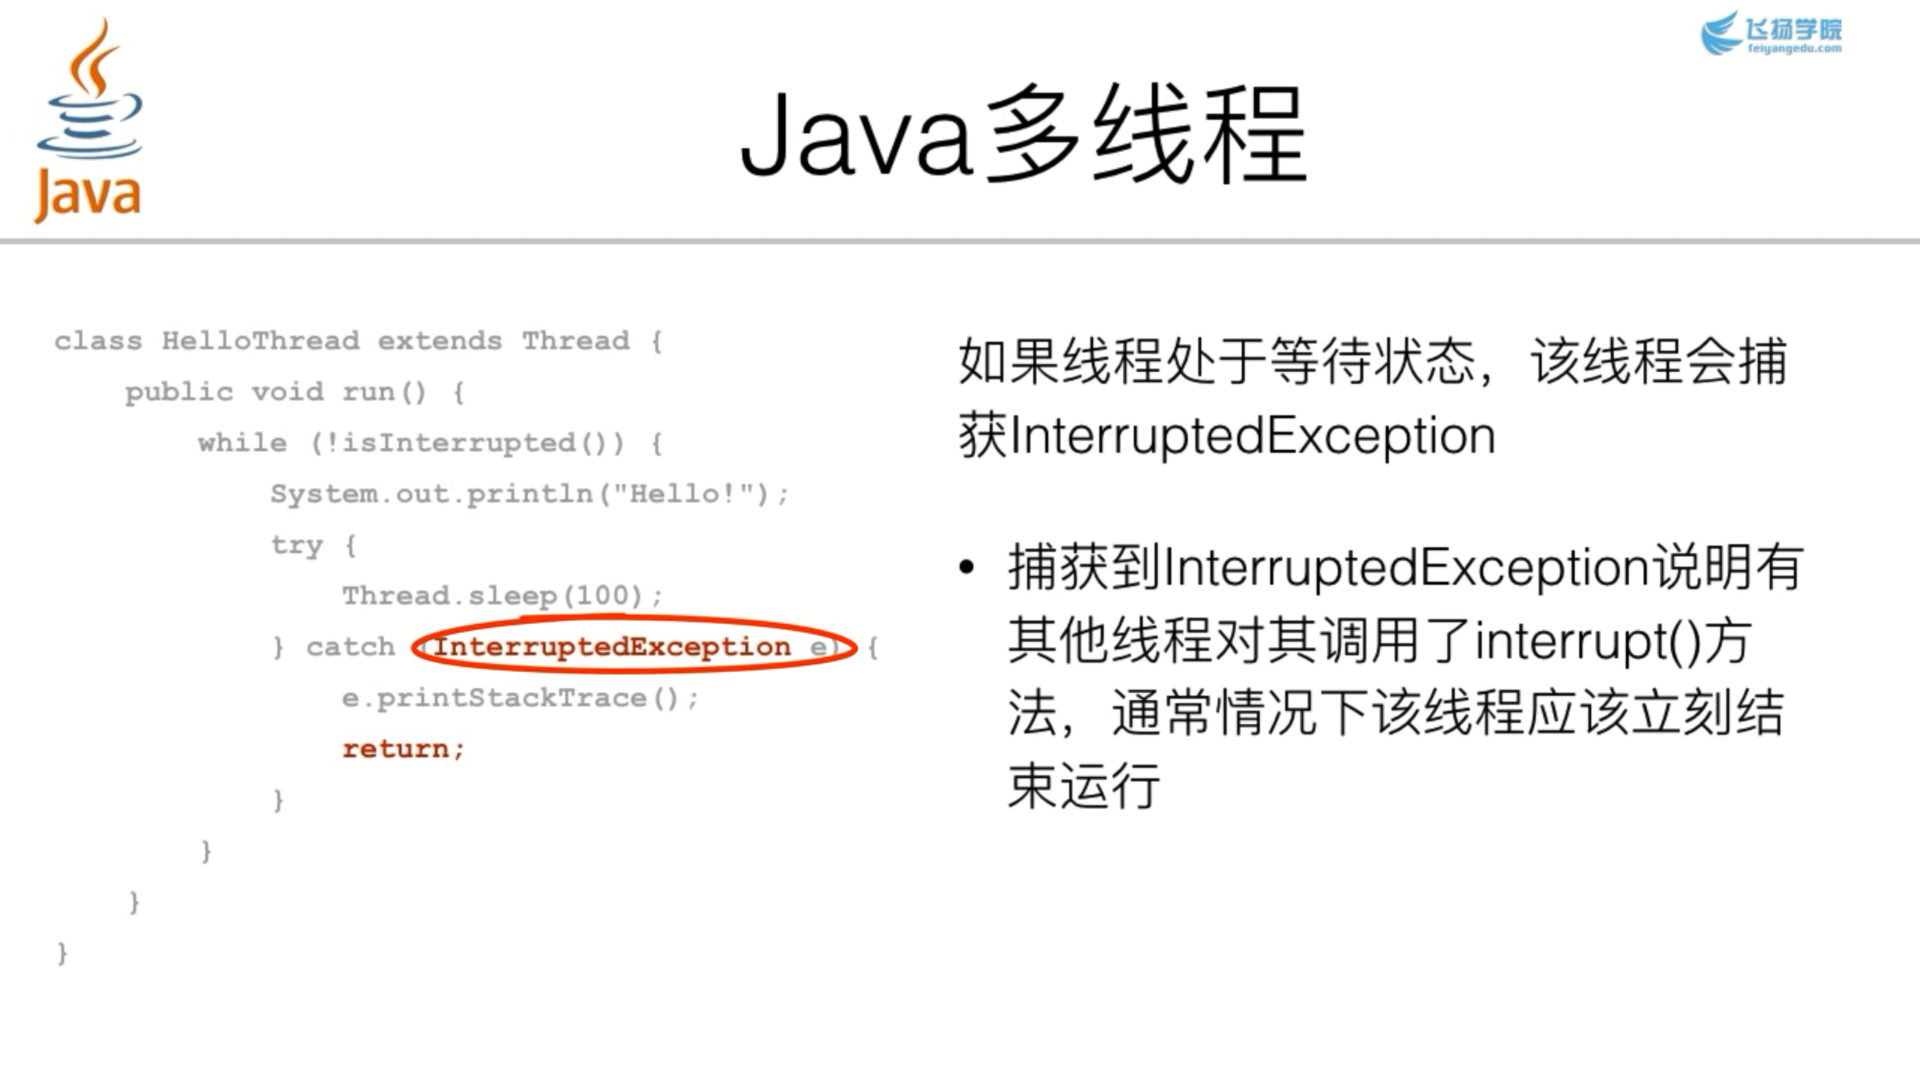 Java
飞扬学院
feiyangedu.com
Java多线程
class HelloThread extends Thread {
    public void run() {
        while (!isInterrupted()) {
            System.out.println("Hello!");
            try {
                Thread.sleep(100);
            } catch (InterruptedException e) {
                e.printStackTrace();
                return;
            }
        }
    }
}
如果线程处于等待状态，该线程会捕
获InterruptedException
• 捕获到InterruptedException说明有
其他线程对其调用了interrupt()方
法，通常情况下该线程应该立刻结
束运行